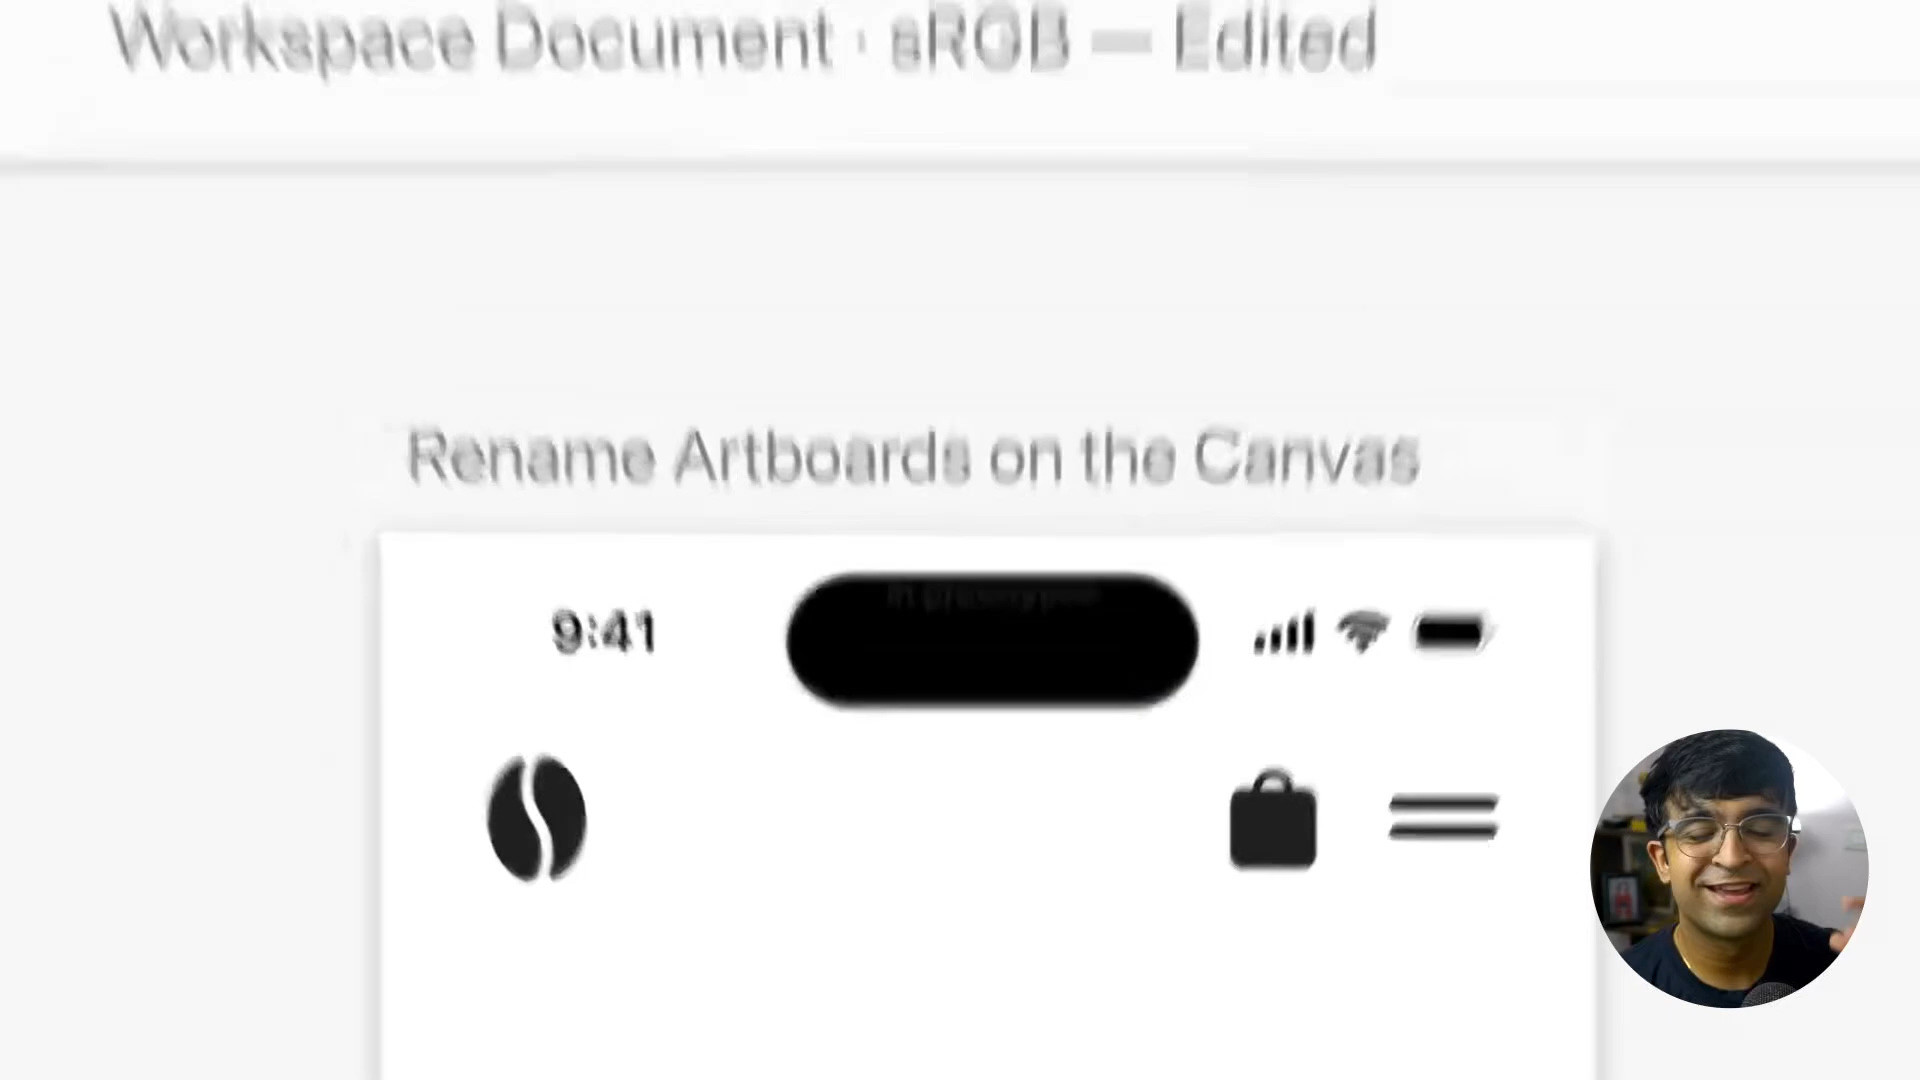 Workspace Document · sRGB — Edited
Rename Artboards on the Canvas
9:41